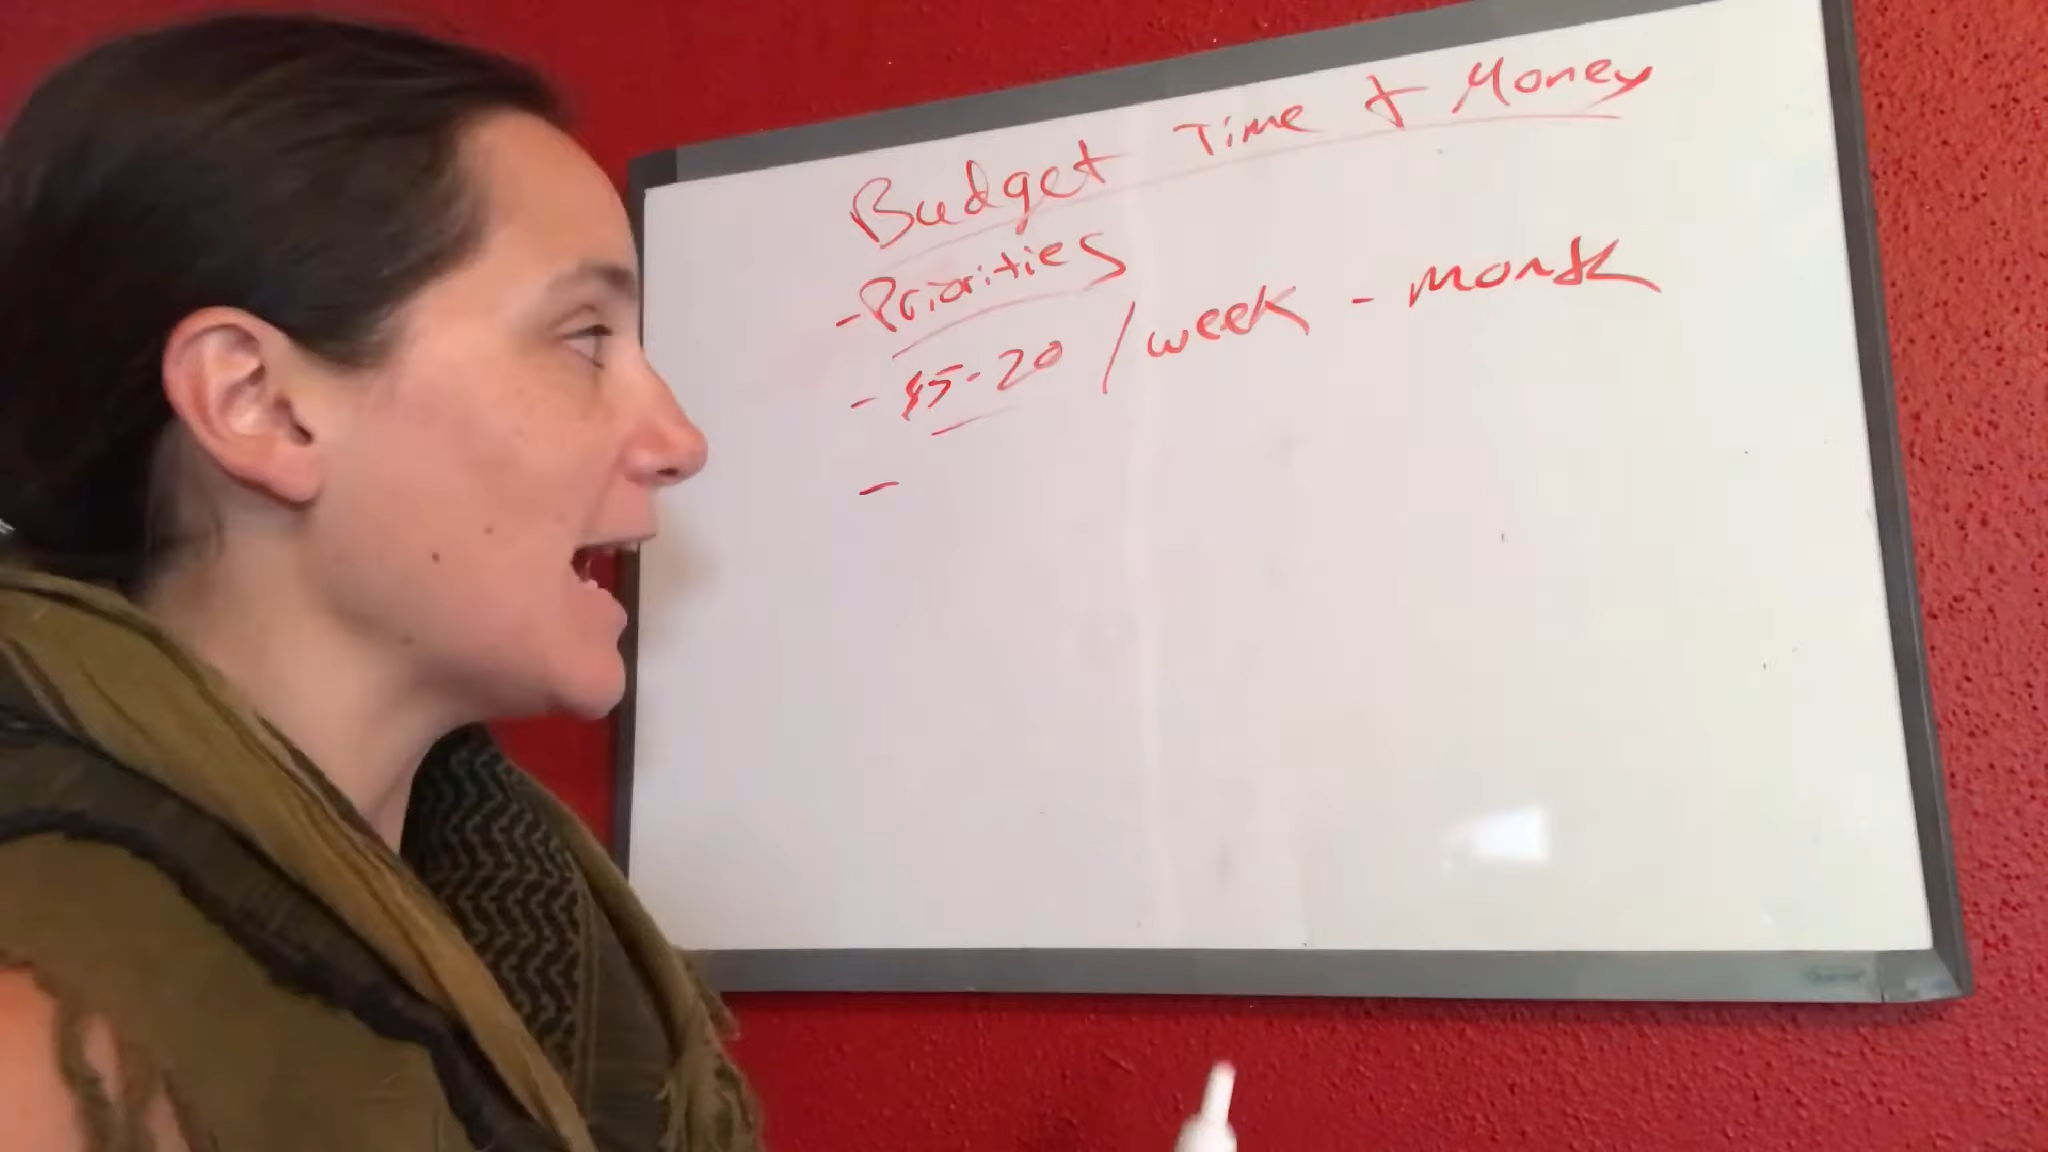 Budget Time & Money
- Priorities
- $5-20 / week - month
-